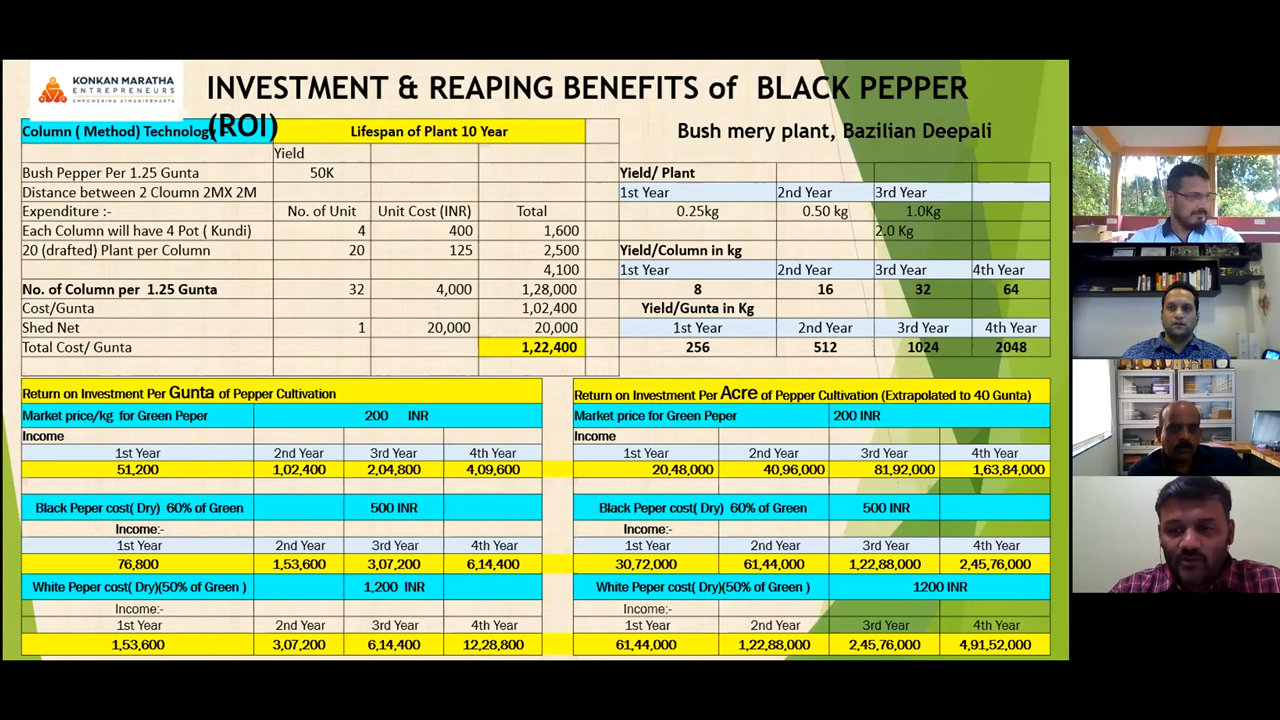 KONKAN MARATHA
ENTREPRENEURS
EMPOWERING ATMANIRBHARTA
INVESTMENT & REAPING BENEFITS of BLACK PEPPER
(ROI)
Column ( Method) Technolog
Lifespan of Plant 10 Year
Bush mery plant, Bazilian Deepali
Yield
Bush Pepper Per 1.25 Gunta 50K
Distance between 2 Cloumn 2MX 2M
Expenditure :- No. of Unit Unit Cost (INR) Total
Each Column will have 4 Pot ( Kundi) 4 400 1,600
20 (drafted) Plant per Column 20 125 2,500
4,100
No. of Column per 1.25 Gunta 32 4,000 1,28,000
Cost/Gunta 1,02,400
Shed Net 1 20,000 20,000
Total Cost/ Gunta 1,22,400
Yield/ Plant
1st Year 2nd Year 3rd Year
0.25kg 0.50 kg 1.0Kg
2.0 Kg
Yield/Column in kg
1st Year 2nd Year 3rd Year 4th Year
8 16 32 64
Yield/Gunta in Kg
1st Year 2nd Year 3rd Year 4th Year
256 512 1024 2048
Return on Investment Per Gunta of Pepper Cultivation
Market price/kg for Green Peper 200 INR
Income
1st Year 2nd Year 3rd Year 4th Year
51,200 1,02,400 2,04,800 4,09,600
Black Peper cost( Dry) 60% of Green 500 INR
Income:-
1st Year 2nd Year 3rd Year 4th Year
76,800 1,53,600 3,07,200 6,14,400
White Peper cost( Dry)(50% of Green ) 1,200 INR
Income:-
1st Year 2nd Year 3rd Year 4th Year
1,53,600 3,07,200 6,14,400 12,28,800
Return on Investment Per Acre of Pepper Cultivation (Extrapolated to 40 Gunta)
Market price for Green Peper 200 INR
Income
1st Year 2nd Year 3rd Year 4th Year
20,48,000 40,96,000 81,92,000 1,63,84,000
Black Peper cost( Dry) 60% of Green 500 INR
Income:-
1st Year 2nd Year 3rd Year 4th Year
30,72,000 61,44,000 1,22,88,000 2,45,76,000
White Peper cost( Dry)(50% of Green ) 1200 INR
Income:-
1st Year 2nd Year 3rd Year 4th Year
61,44,000 1,22,88,000 2,45,76,000 4,91,52,000